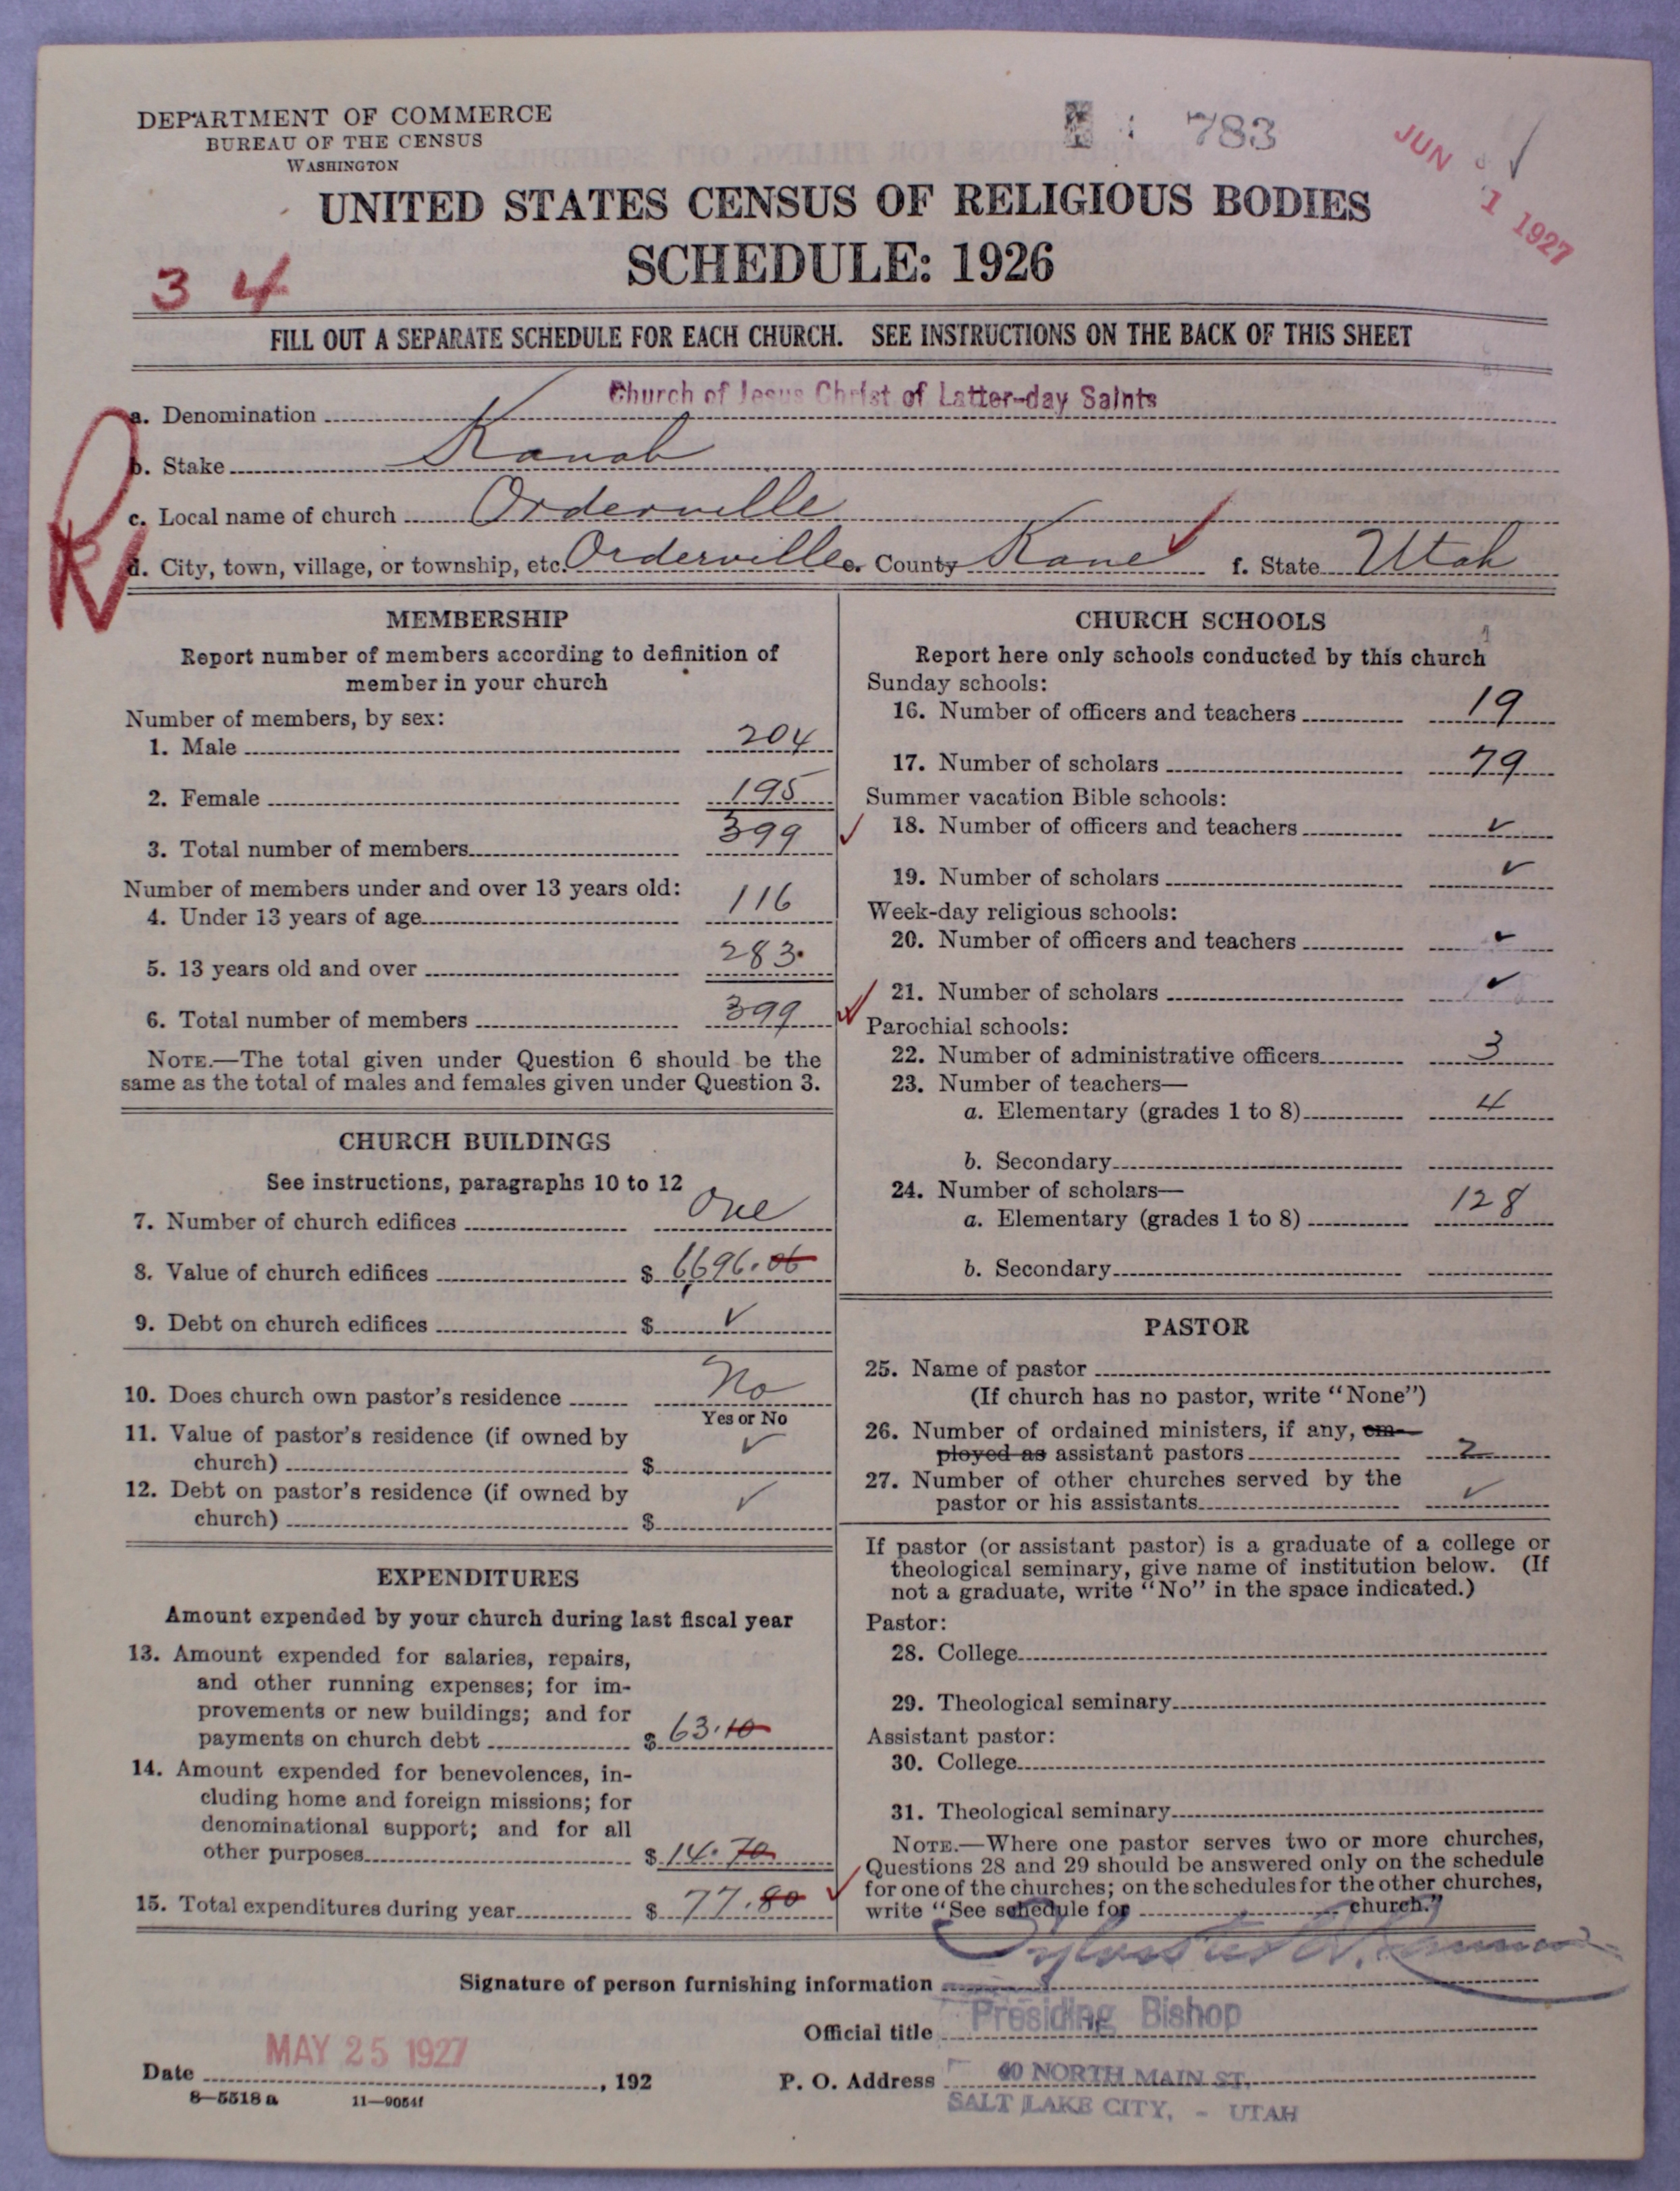 DEPARTMENT OF COMMERCE
BUREAU OF THE CENSUS
WASHINGTON
783
JUN 1 1927
UNITED STATES CENSUS OF RELIGIOUS BODIES
SCHEDULE: 1926
3 4
FILL OUT A SEPARATE SCHEDULE FOR EACH CHURCH. SEE INSTRUCTIONS ON THE BACK OF THIS SHEET
a. Denomination Church of Jesus Christ of Latter-day Saints
b. Stake Kanab
c. Local name of church Orderville
d. City, town, village, or township, etc. Orderville e. County Kane f. State Utah
MEMBERSHIP
Report number of members according to definition of
member in your church
Number of members, by sex:
1. Male 204
2. Female 195
3. Total number of members 399
Number of members under and over 13 years old:
4. Under 13 years of age 116
5. 13 years old and over 283
6. Total number of members 399
NOTE.—The total given under Question 6 should be the
same as the total of males and females given under Question 3.
CHURCH BUILDINGS
See instructions, paragraphs 10 to 12
7. Number of church edifices One
8. Value of church edifices $ 6,696.06
9. Debt on church edifices $ ✓
10. Does church own pastor's residence No
Yes or No
11. Value of pastor's residence (if owned by
church) $ ✓
12. Debt on pastor's residence (if owned by
church) $ ✓
EXPENDITURES
Amount expended by your church during last fiscal year
13. Amount expended for salaries, repairs,
and other running expenses; for im-
provements or new buildings; and for
payments on church debt $ 63.10
14. Amount expended for benevolences, in-
cluding home and foreign missions; for
denominational support; and for all
other purposes $ 14.70
15. Total expenditures during year $ 77.80
CHURCH SCHOOLS
Report here only schools conducted by this church
Sunday schools:
16. Number of officers and teachers 19
17. Number of scholars 79
Summer vacation Bible schools:
18. Number of officers and teachers ✓
19. Number of scholars ✓
Week-day religious schools:
20. Number of officers and teachers ✓
21. Number of scholars ✓
Parochial schools:
22. Number of administrative officers 3
23. Number of teachers—
a. Elementary (grades 1 to 8) 4
b. Secondary
24. Number of scholars—
a. Elementary (grades 1 to 8) 128
b. Secondary
PASTOR
25. Name of pastor
(If church has no pastor, write "None")
26. Number of ordained ministers, if any, em-
ployed as assistant pastors 2
27. Number of other churches served by the
pastor or his assistants ✓
If pastor (or assistant pastor) is a graduate of a college or
theological seminary, give name of institution below. (If
not a graduate, write "No" in the space indicated.)
Pastor:
28. College
29. Theological seminary
Assistant pastor:
30. College
31. Theological seminary
NOTE.—Where one pastor serves two or more churches,
Questions 28 and 29 should be answered only on the schedule
for one of the churches; on the schedules for the other churches,
write "See schedule for church."
Signature of person furnishing information Sylvester Q. Cannon
Official title Presiding Bishop
Date MAY 25 1927, 192
P. O. Address 40 NORTH MAIN ST.
SALT LAKE CITY, - UTAH
8—5518 a 11—9054f